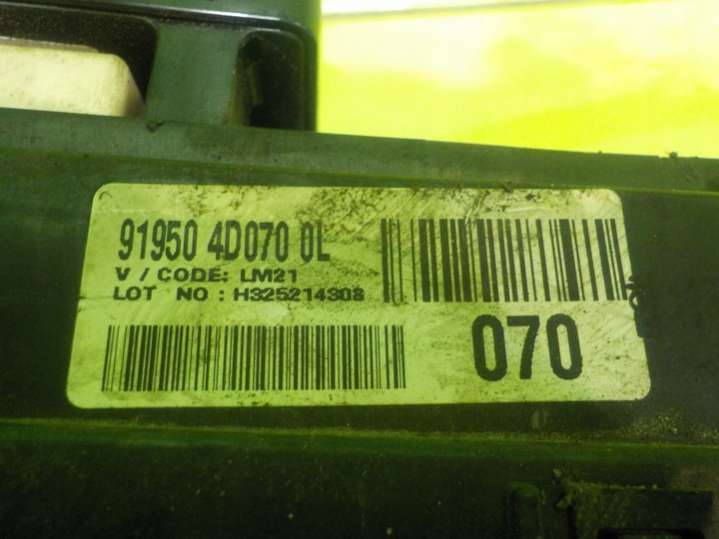 91950 4D070 0L
V / CODE: LM21
LOT NO : H325214308
070